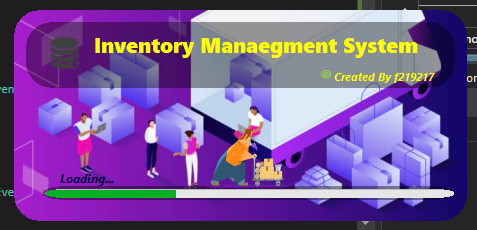 Inventory Manaegment System
© Created By f219217
Loading...